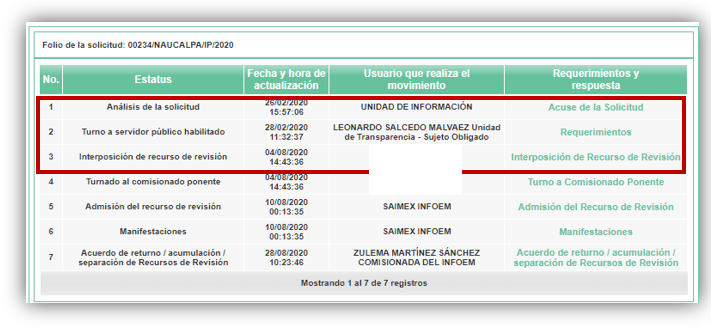 Folio de la solicitud: 00234/NAUCALPA/IP/2020
No. Estatus Fecha y hora de actualización Usuario que realiza el movimiento Requerimientos y respuesta
1 Análisis de la solicitud 26/02/2020 15:57:06 UNIDAD DE INFORMACIÓN Acuse de la Solicitud
2 Turno a servidor público habilitado 28/02/2020 11:32:37 LEONARDO SALCEDO MALVAEZ Unidad de Transparencia - Sujeto Obligado Requerimientos
3 Interposición de recurso de revisión 04/08/2020 14:43:36 Interposición de Recurso de Revisión
4 Turnado al comisionado ponente 04/08/2020 14:43:36 Turno a Comisionado Ponente
5 Admisión del recurso de revisión 10/08/2020 00:13:35 SAIMEX INFOEM Admisión del Recurso de Revisión
6 Manifestaciones 10/08/2020 00:13:35 SAIMEX INFOEM Manifestaciones
7 Acuerdo de returno / acumulación / separación de Recursos de Revisión 28/08/2020 10:23:46 ZULEMA MARTÍNEZ SÁNCHEZ COMISIONADA DEL INFOEM Acuerdo de returno / acumulación / separación de Recursos de Revisión
Mostrando 1 al 7 de 7 registros